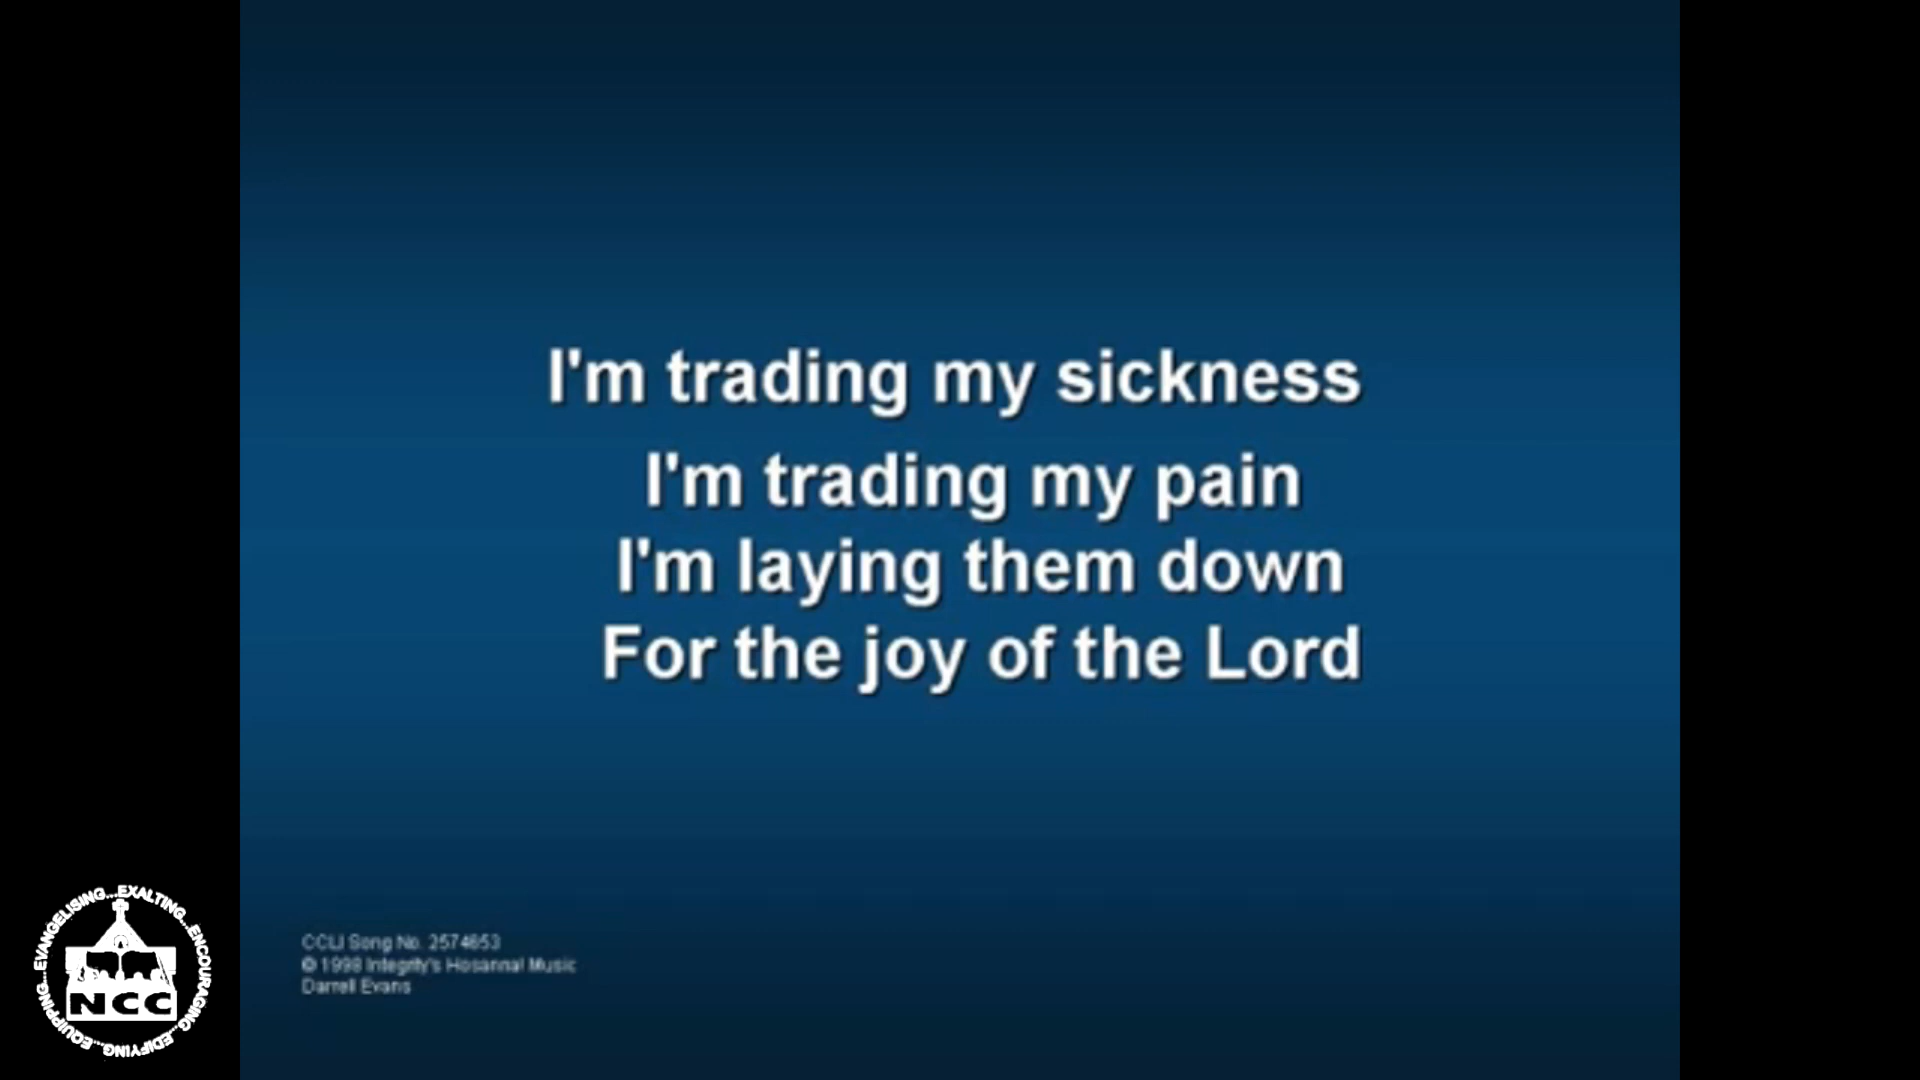 I'm trading my sickness
I'm trading my pain
I'm laying them down
For the joy of the Lord
CCLI Song No. 2574653
© 1998 Integrity's Hosanna! Music
Darrell Evans
EVANGELISING...EXALTING...ENCOURAGING...EDIFYING...EQUIPPING...
NCC